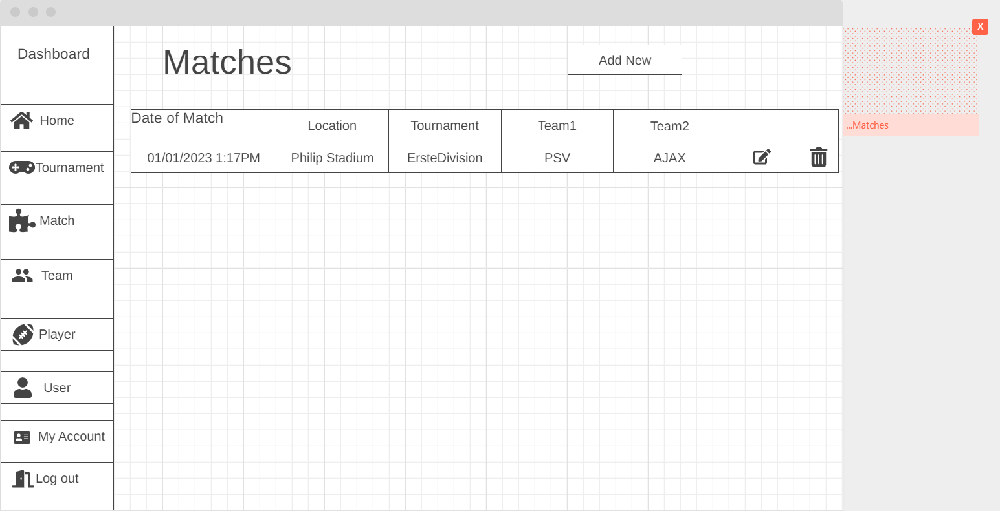 Dashboard
Matches
Add New
X
Date of Match
Location
Tournament
Team1
Team2
...Matches
01/01/2023 1:17PM
Philip Stadium
ErsteDivision
PSV
AJAX
Home
Tournament
Match
Team
Player
User
My Account
Log out